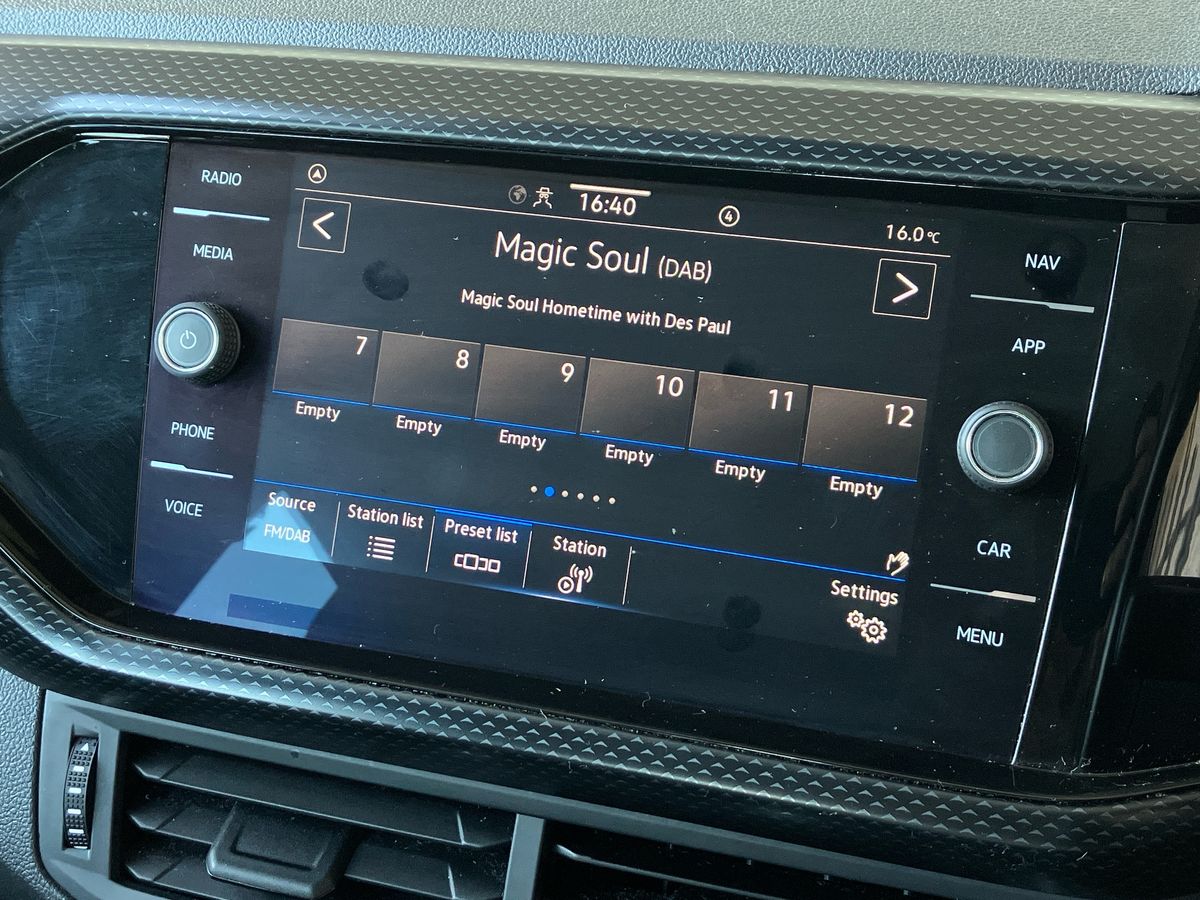 RADIO
MEDIA
PHONE
VOICE
16:40
4
16.0°C
<
Magic Soul (DAB)
>
Magic Soul Hometime with Des Paul
7 8 9 10 11 12
Empty Empty Empty Empty Empty Empty
Source
FM/DAB
Station list
Preset list
Station
Settings
NAV
APP
CAR
MENU